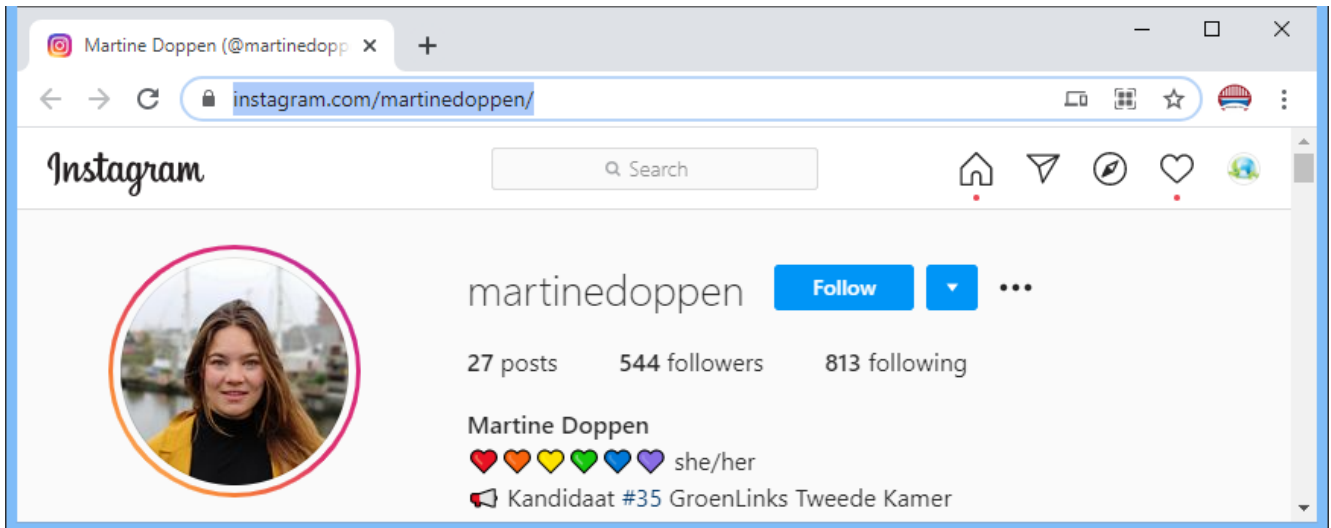 Martine Doppen (@martinedopp
instagram.com/martinedoppen/
Instagram
Search
martinedoppen
Follow
27 posts 544 followers 813 following
Martine Doppen
she/her
Kandidaat #35 GroenLinks Tweede Kamer